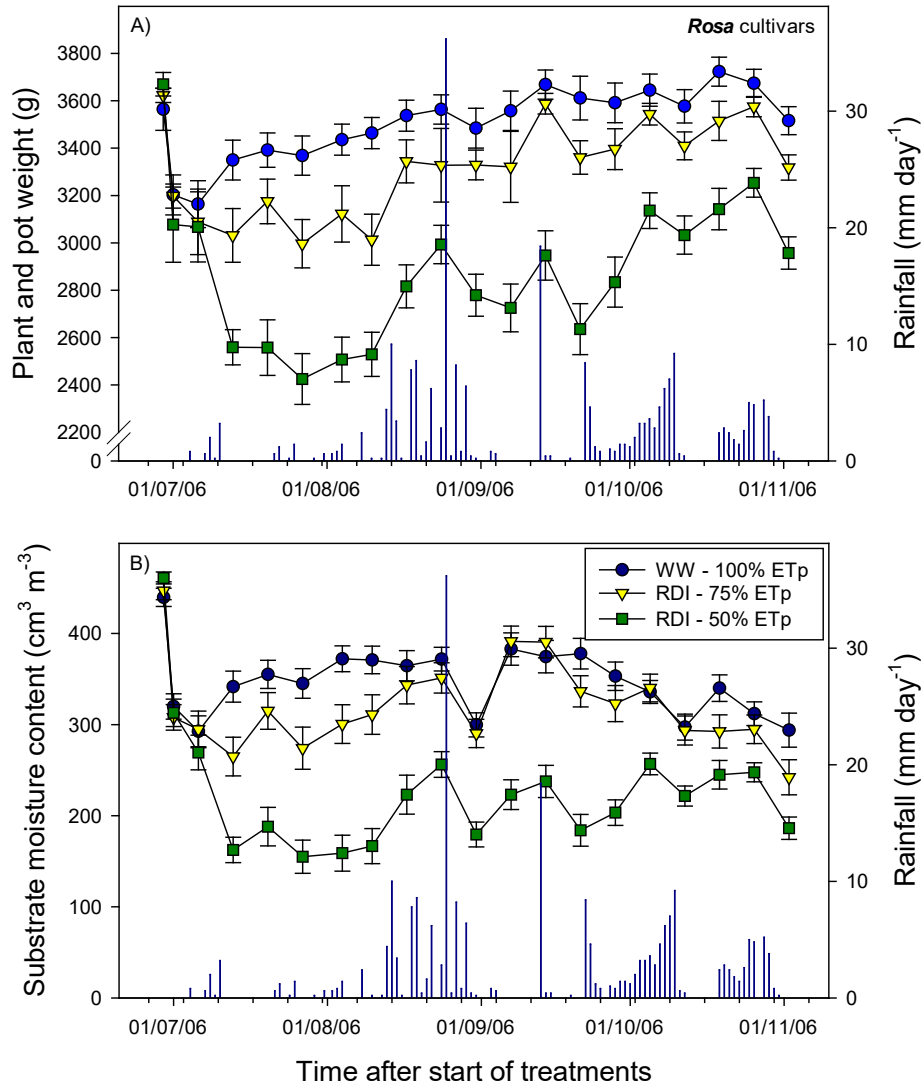 A)
Rosa cultivars
Plant and pot weight (g)
3800
3600
3400
3200
3000
2800
2600
2400
2200
0
30
20
10
0
Rainfall (mm day-1)
01/07/06 01/08/06 01/09/06 01/10/06 01/11/06
B)
WW - 100% ETp
RDI - 75% ETp
RDI - 50% ETp
Substrate moisture content (cm3 m-3)
400
300
200
100
0
30
20
10
0
Rainfall (mm day-1)
01/07/06 01/08/06 01/09/06 01/10/06 01/11/06
Time after start of treatments